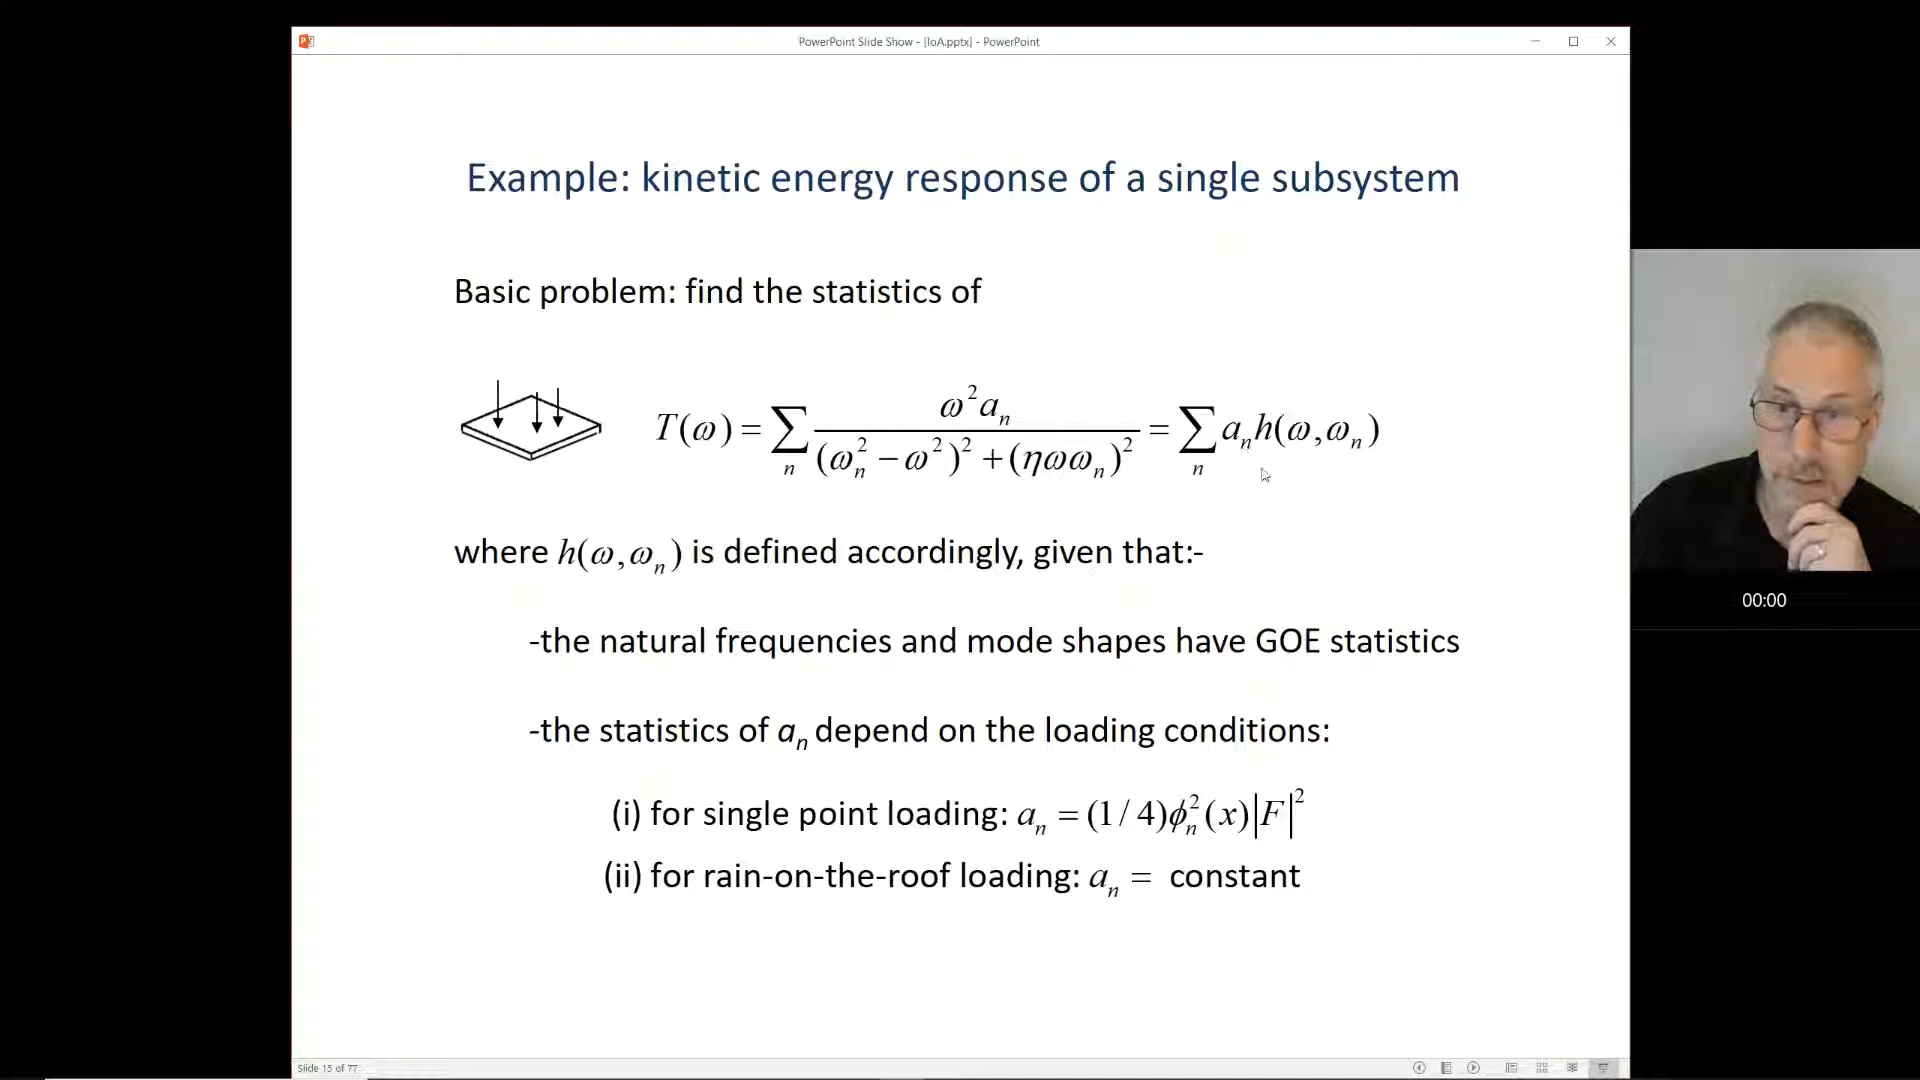 PowerPoint Slide Show - [IoA.pptx] - PowerPoint
Example: kinetic energy response of a single subsystem
Basic problem: find the statistics of
T(ω) = ∑_n ω²a_n / ((ω_n² − ω²)² + (ηωω_n)²) = ∑_n a_n h(ω,ω_n)
where h(ω,ω_n) is defined accordingly, given that:-
-the natural frequencies and mode shapes have GOE statistics
-the statistics of a_n depend on the loading conditions:
(i) for single point loading: a_n = (1/4)ϕ_n²(x)|F|²
(ii) for rain-on-the-roof loading: a_n = constant
00:00
Slide 15 of 77